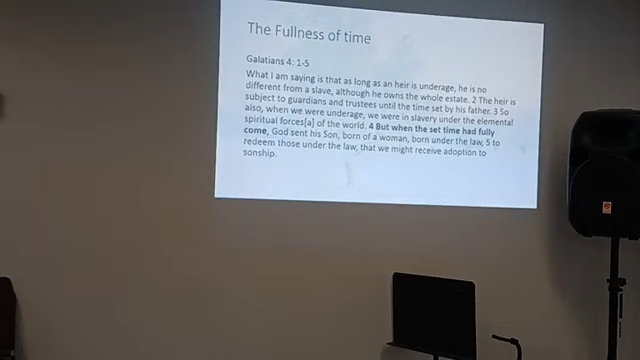 The Fullness of time
Galatians 4: 1-5
What I am saying is that as long as an heir is underage, he is no
different from a slave, although he owns the whole estate. 2 The heir is
subject to guardians and trustees until the time set by his father. 3 So
also, when we were underage, we were in slavery under the elemental
spiritual forces[a] of the world. 4 But when the set time had fully
come, God sent his Son, born of a woman, born under the law, 5 to
redeem those under the law, that we might receive adoption to
sonship.